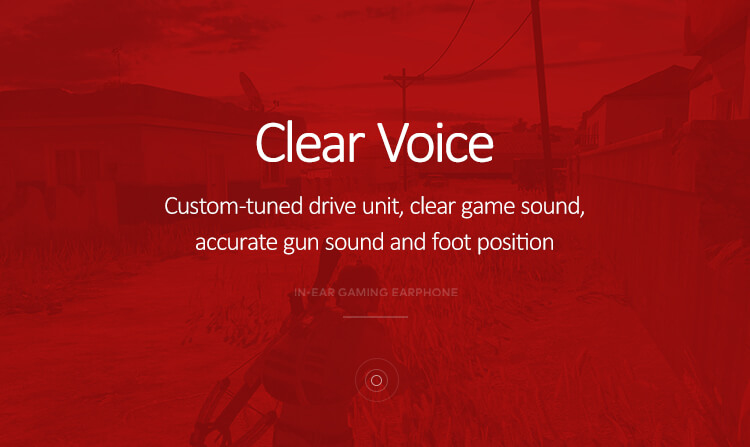 Clear Voice
Custom-tuned drive unit, clear game sound,
accurate gun sound and foot position
IN-EAR GAMING EARPHONE